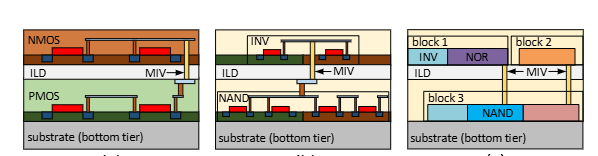 NMOS
ILD
MIV
PMOS
substrate (bottom tier)
INV
MIV
NAND
substrate (bottom tier)
block 1
block 2
INV
NOR
ILD
MIV
block 3
NAND
substrate (bottom tier)